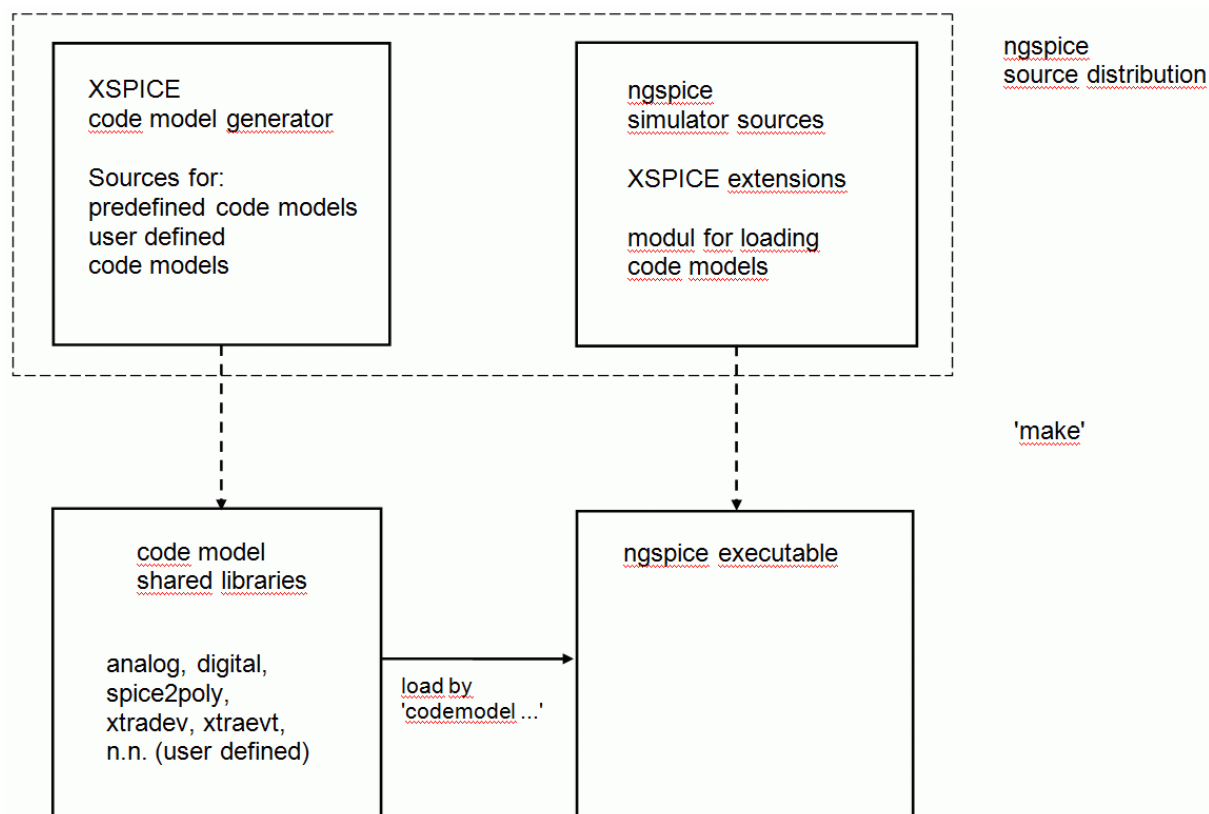 XSPICE
code model generator
Sources for:
predefined code models
user defined
code models
ngspice
simulator sources
XSPICE extensions
modul for loading
code models
ngspice
source distribution
'make'
code model
shared libraries
analog, digital,
spice2poly,
xtradev, xtraevt,
n.n. (user defined)
load by
'codemodel ...'
ngspice executable